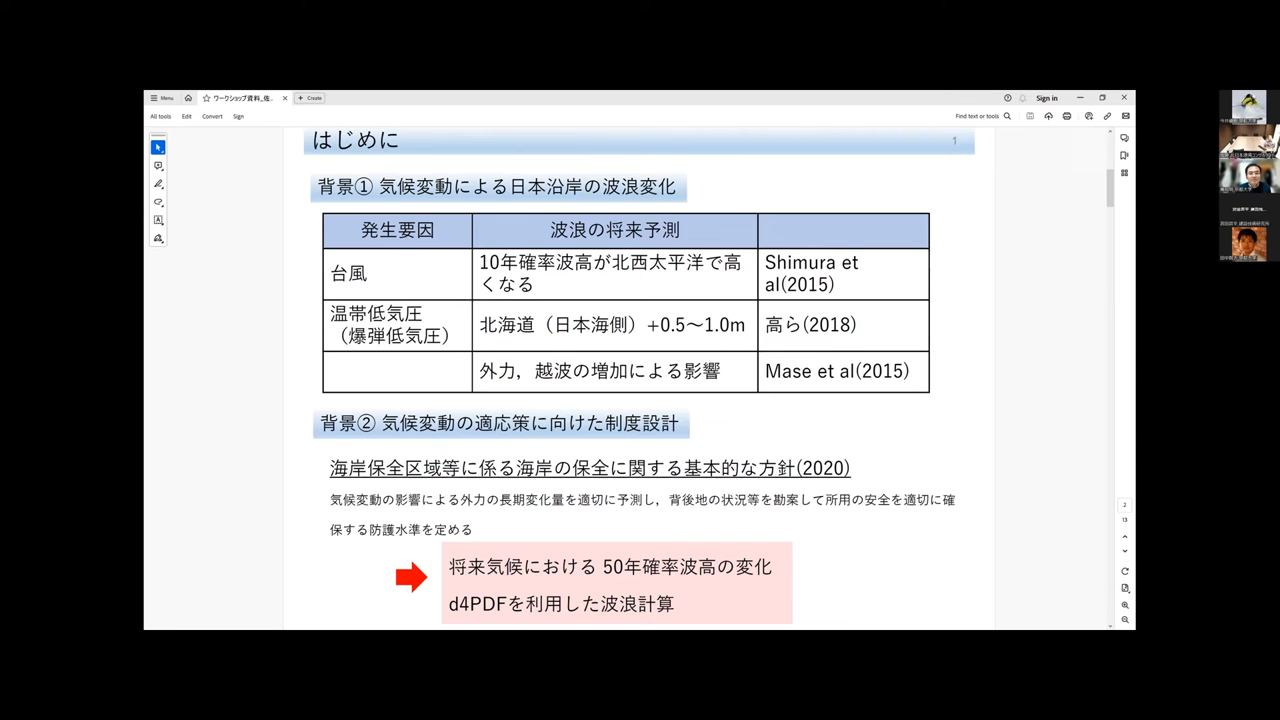 Menu
ワークショップ資料_佐...
Create
Sign in
All tools
Edit
Convert
Sign
Find text or tools
はじめに
1
背景① 気候変動による日本沿岸の波浪変化
発生要因
波浪の将来予測
台風
10年確率波高が北西太平洋で高
くなる
Shimura et
al(2015)
温帯低気圧
（爆弾低気圧）
北海道（日本海側）+0.5～1.0m
高ら(2018)
外力，越波の増加による影響
Mase et al(2015)
背景② 気候変動の適応策に向けた制度設計
海岸保全区域等に係る海岸の保全に関する基本的な方針(2020)
気候変動の影響による外力の長期変化量を適切に予測し，背後地の状況等を勘案して所用の安全を適切に確
保する防護水準を定める
将来気候における 50年確率波高の変化
d4PDFを利用した波浪計算
2
13